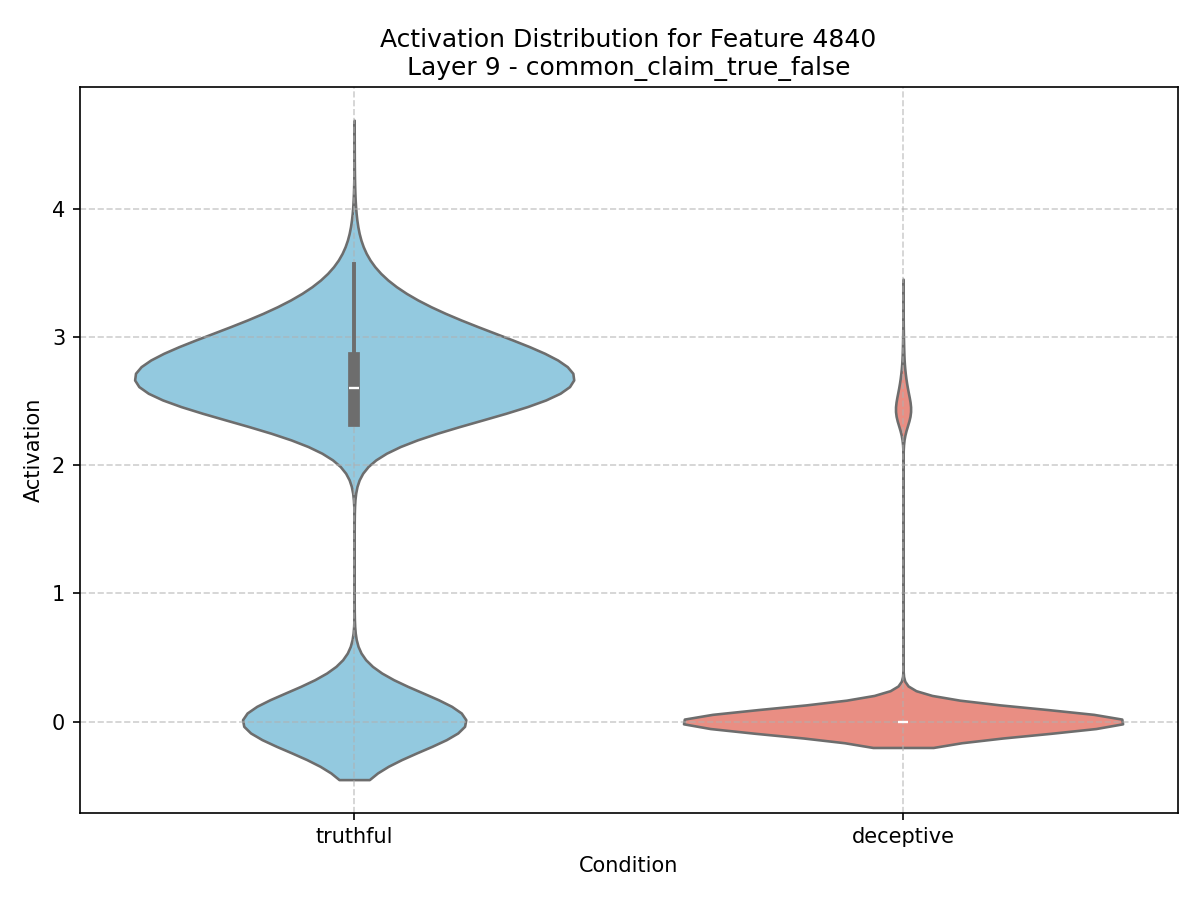 Activation Distribution for Feature 4840
Layer 9 - common_claim_true_false
4
3
2
1
0
Activation
truthful
deceptive
Condition